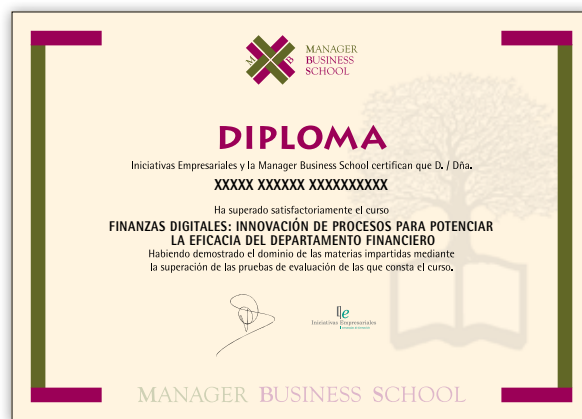 M B S
MANAGER
BUSINESS
SCHOOL
DIPLOMA
Iniciativas Empresariales y la Manager Business School certifican que D. / Dña.
XXXXX XXXXXX XXXXXXXXXX
Ha superado satisfactoriamente el curso
FINANZAS DIGITALES: INNOVACIÓN DE PROCESOS PARA POTENCIAR
LA EFICACIA DEL DEPARTAMENTO FINANCIERO
Habiendo demostrado el dominio de las materias impartidas mediante
la superación de las pruebas de evaluación de las que consta el curso.
Iniciativas Empresariales
MANAGER BUSINESS SCHOOL